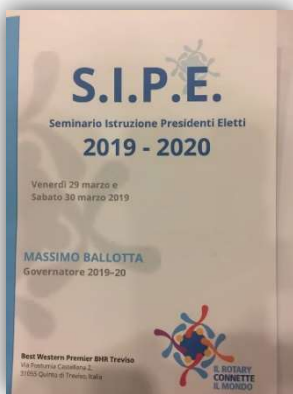 S.I.P.E.
Seminario Istruzione Presidenti Eletti
2019 - 2020
Venerdì 29 marzo e
Sabato 30 marzo 2019
MASSIMO BALLOTTA
Governatore 2019-20
Best Western Premier BHR Treviso
Via Postumia Castellana 2,
31055 Quinto di Treviso, Italia
IL ROTARY
CONNETTE
IL MONDO